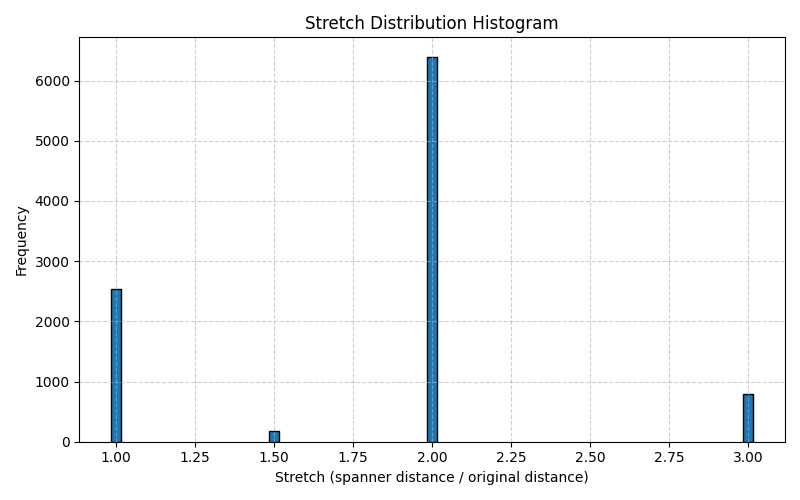 Stretch Distribution Histogram
Frequency
6000
5000
4000
3000
2000
1000
0
1.00 1.25 1.50 1.75 2.00 2.25 2.50 2.75 3.00
Stretch (spanner distance / original distance)